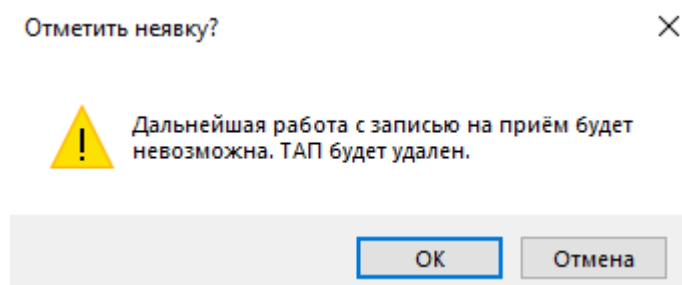 Отметить неявку?
Дальнейшая работа с записью на приём будет
невозможна. ТАП будет удален.
ОК
Отмена